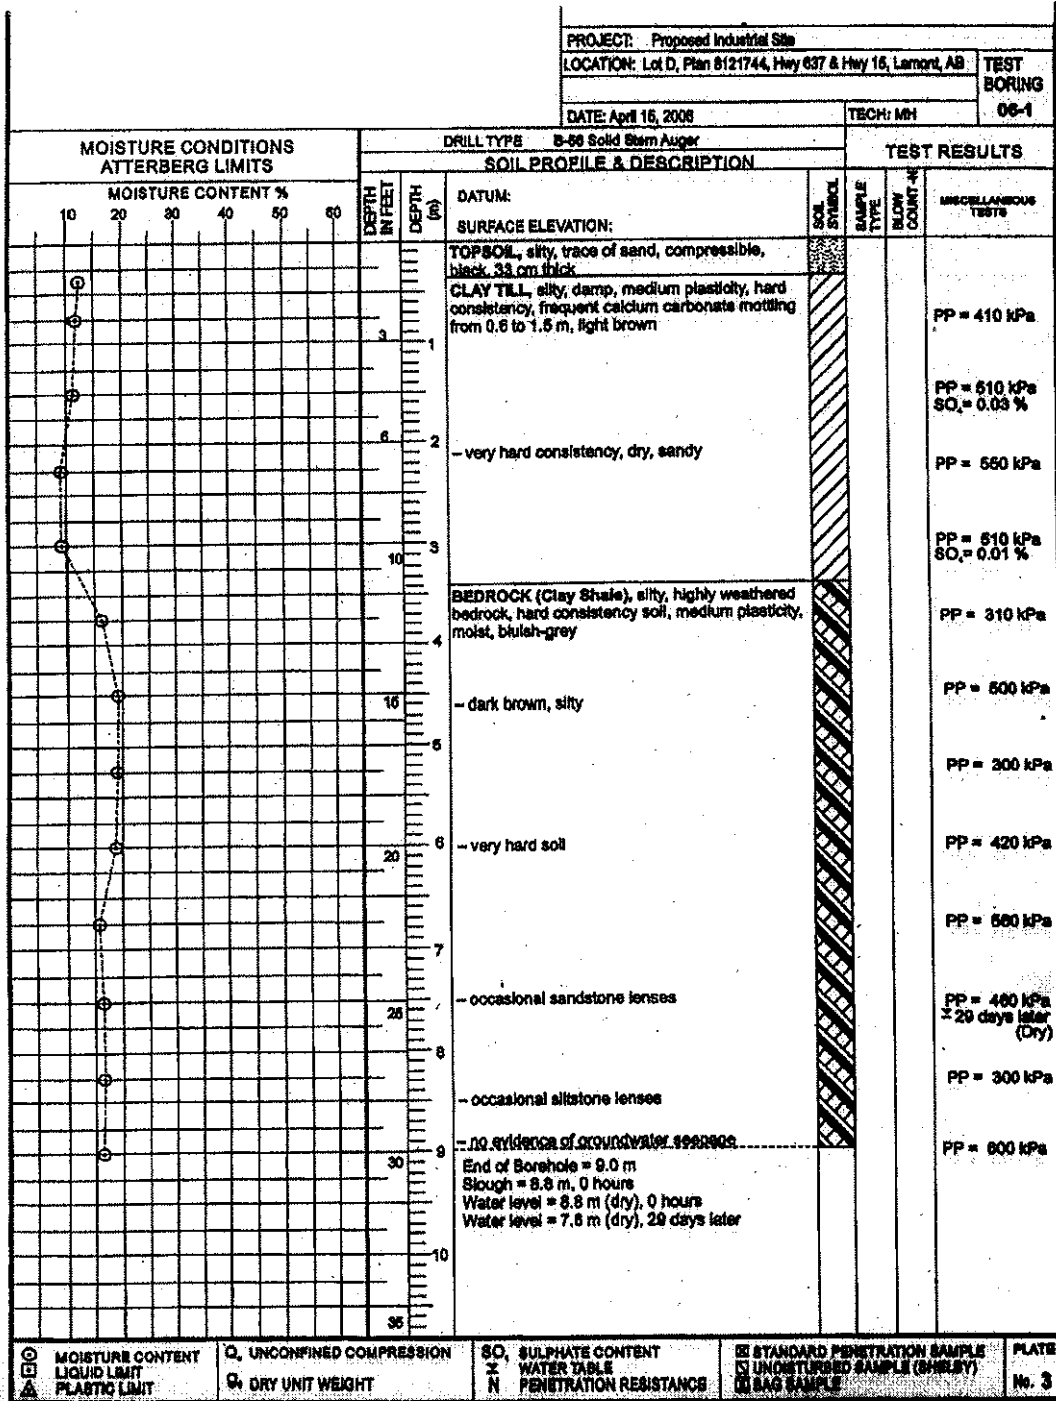 PROJECT: Proposed Industrial Site
LOCATION: Lot D, Plan 8121744, Hwy 637 & Hwy 15, Lamont, AB
TEST BORING
06-1
DATE: April 15, 2006
TECH: MH
MOISTURE CONDITIONS
ATTERBERG LIMITS
DRILL TYPE B-56 Solid Stem Auger
SOIL PROFILE & DESCRIPTION
TEST RESULTS
MOISTURE CONTENT %
10 20 30 40 50 60
DEPTH IN FEET
DEPTH (m)
DATUM:
SURFACE ELEVATION:
SOIL SYMBOL
SAMPLE TYPE
BLOW COUNT -N
MISCELLANEOUS TESTS
TOPSOIL, silty, trace of sand, compressible,
black, 33 cm thick
CLAY TILL, silty, damp, medium plasticity, hard
consistency, frequent calcium carbonate mottling
from 0.6 to 1.5 m, light brown
PP = 410 kPa
3
1
PP = 510 kPa
SO₄= 0.03 %
6
2
– very hard consistency, dry, sandy
PP = 550 kPa
PP = 510 kPa
SO₄= 0.01 %
10
3
BEDROCK (Clay Shale), silty, highly weathered
bedrock, hard consistency soil, medium plasticity,
moist, bluish-grey
PP = 310 kPa
4
15
– dark brown, silty
PP = 500 kPa
5
PP = 300 kPa
20
6
– very hard soil
PP = 420 kPa
PP = 560 kPa
7
– occasional sandstone lenses
PP = 460 kPa
29 days later
(Dry)
25
8
PP = 300 kPa
– occasional siltstone lenses
– no evidence of groundwater seepage
PP = 600 kPa
30
9
End of Borehole = 9.0 m
Slough = 8.8 m, 0 hours
Water level = 8.8 m (dry), 0 hours
Water level = 7.6 m (dry), 29 days later
10
35
MOISTURE CONTENT
LIQUID LIMIT
PLASTIC LIMIT
UNCONFINED COMPRESSION
DRY UNIT WEIGHT
SO₄ SULPHATE CONTENT
WATER TABLE
N PENETRATION RESISTANCE
STANDARD PENETRATION SAMPLE
UNDISTURBED SAMPLE (SHELBY)
BAG SAMPLE
PLATE
No. 3